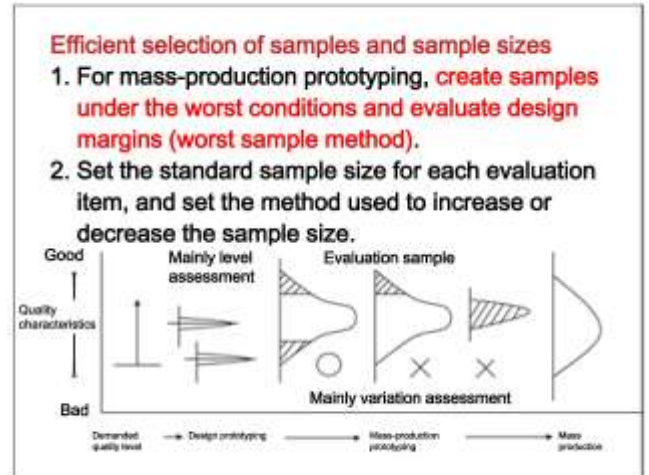 Efficient selection of samples and sample sizes
1. For mass-production prototyping, create samples
under the worst conditions and evaluate design
margins (worst sample method).
2. Set the standard sample size for each evaluation
item, and set the method used to increase or
decrease the sample size.
Good
Mainly level
assessment
Evaluation sample
Quality
characteristics
Mainly variation assessment
Bad
Demanded
quality level
Design prototyping
Mass-production
prototyping
Mass
production